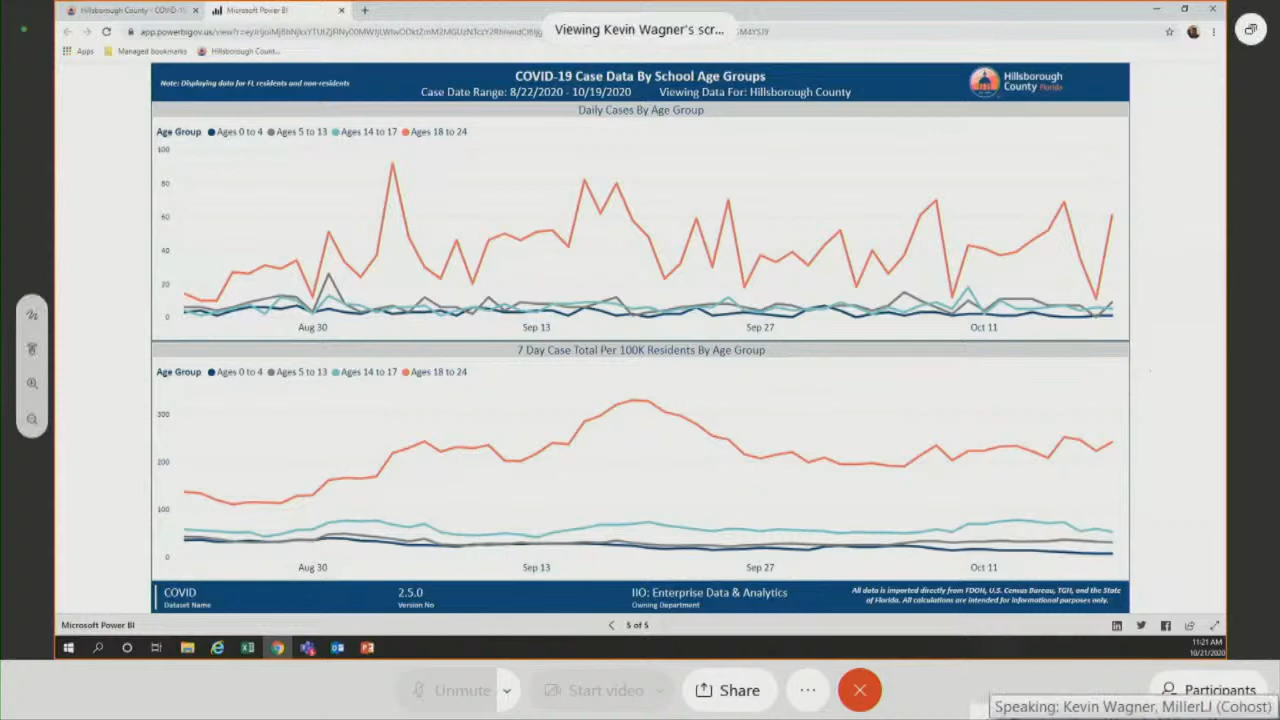 Hillsborough County - COVID-19
Microsoft Power BI
Viewing Kevin Wagner's scr...
Apps
Managed bookmarks
Hillsborough Count...
Note: Displaying data for FL residents and non-residents
COVID-19 Case Data By School Age Groups
Case Date Range: 8/22/2020 - 10/19/2020 Viewing Data For: Hillsborough County
Hillsborough
County Florida
Daily Cases By Age Group
Age Group Ages 0 to 4 Ages 5 to 13 Ages 14 to 17 Ages 18 to 24
100
80
60
40
20
0
Aug 30 Sep 13 Sep 27 Oct 11
7 Day Case Total Per 100K Residents By Age Group
Age Group Ages 0 to 4 Ages 5 to 13 Ages 14 to 17 Ages 18 to 24
300
200
100
0
Aug 30 Sep 13 Sep 27 Oct 11
COVID
Dataset Name
2.5.0
Version No
IIO: Enterprise Data & Analytics
Owning Department
All data is imported directly from FDOH, U.S. Census Bureau, TGH, and the State
of Florida. All calculations are intended for informational purposes only.
Microsoft Power BI
5 of 5
11:21 AM
10/21/2020
Unmute
Start video
Share
Participants
Speaking: Kevin Wagner, MillerLJ (Cohost)